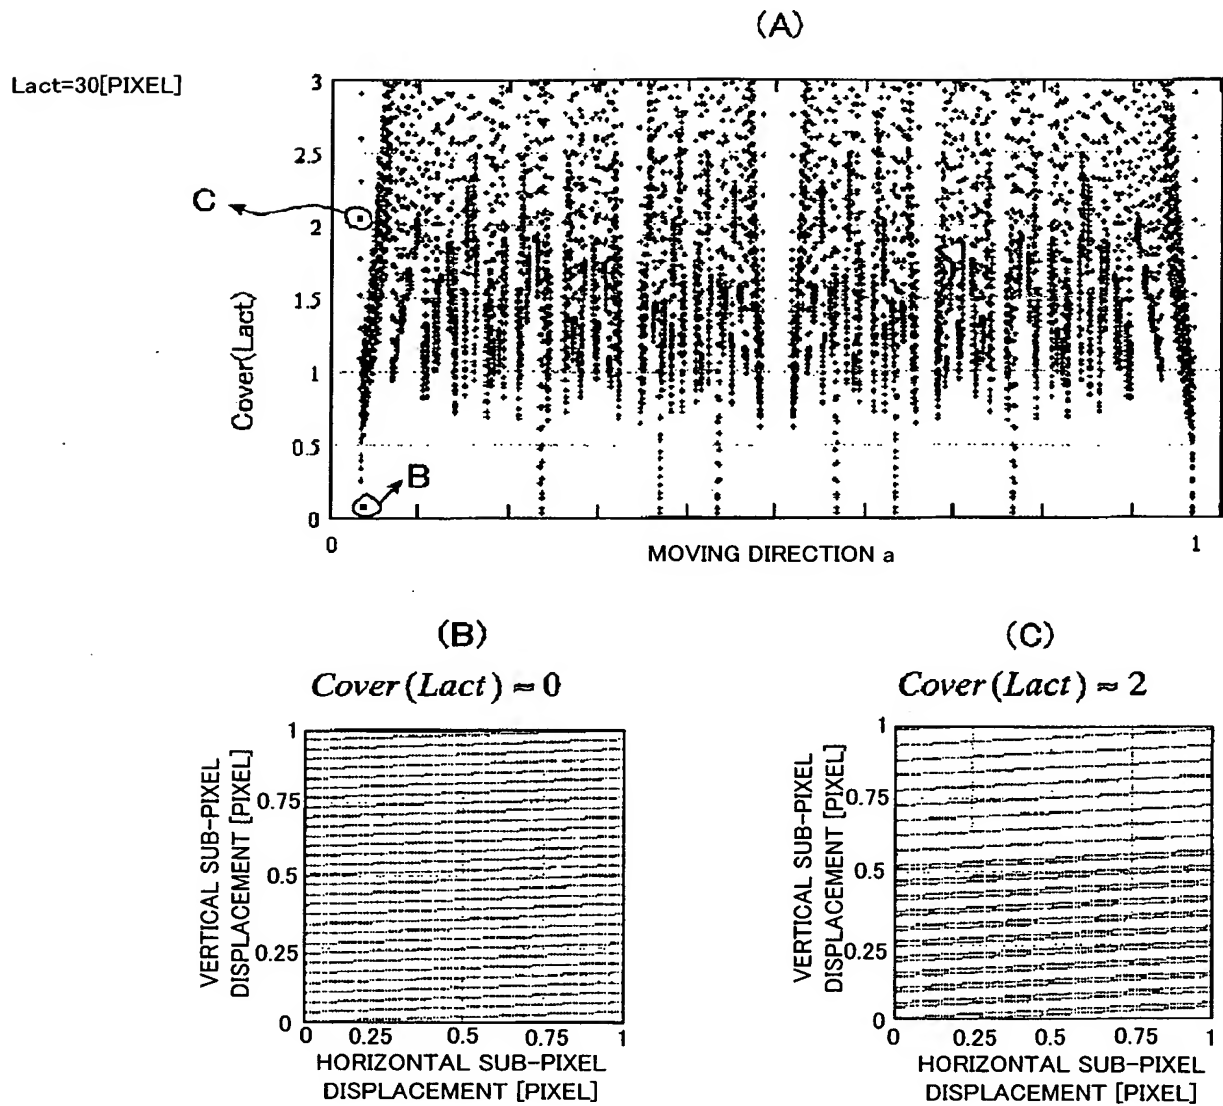 (A)
Lact=30[PIXEL]
3
2.5
2
1.5
1
0.5
0
Cover(Lact)
C
B
0
1
MOVING DIRECTION a
(B)
Cover(Lact) ≈ 0
1
0.75
0.5
0.25
0
VERTICAL SUB-PIXEL
DISPLACEMENT [PIXEL]
0 0.25 0.5 0.75 1
HORIZONTAL SUB-PIXEL
DISPLACEMENT [PIXEL]
(C)
Cover(Lact) ≈ 2
1
0.75
0.5
0.25
0
VERTICAL SUB-PIXEL
DISPLACEMENT [PIXEL]
0 0.25 0.5 0.75 1
HORIZONTAL SUB-PIXEL
DISPLACEMENT [PIXEL]